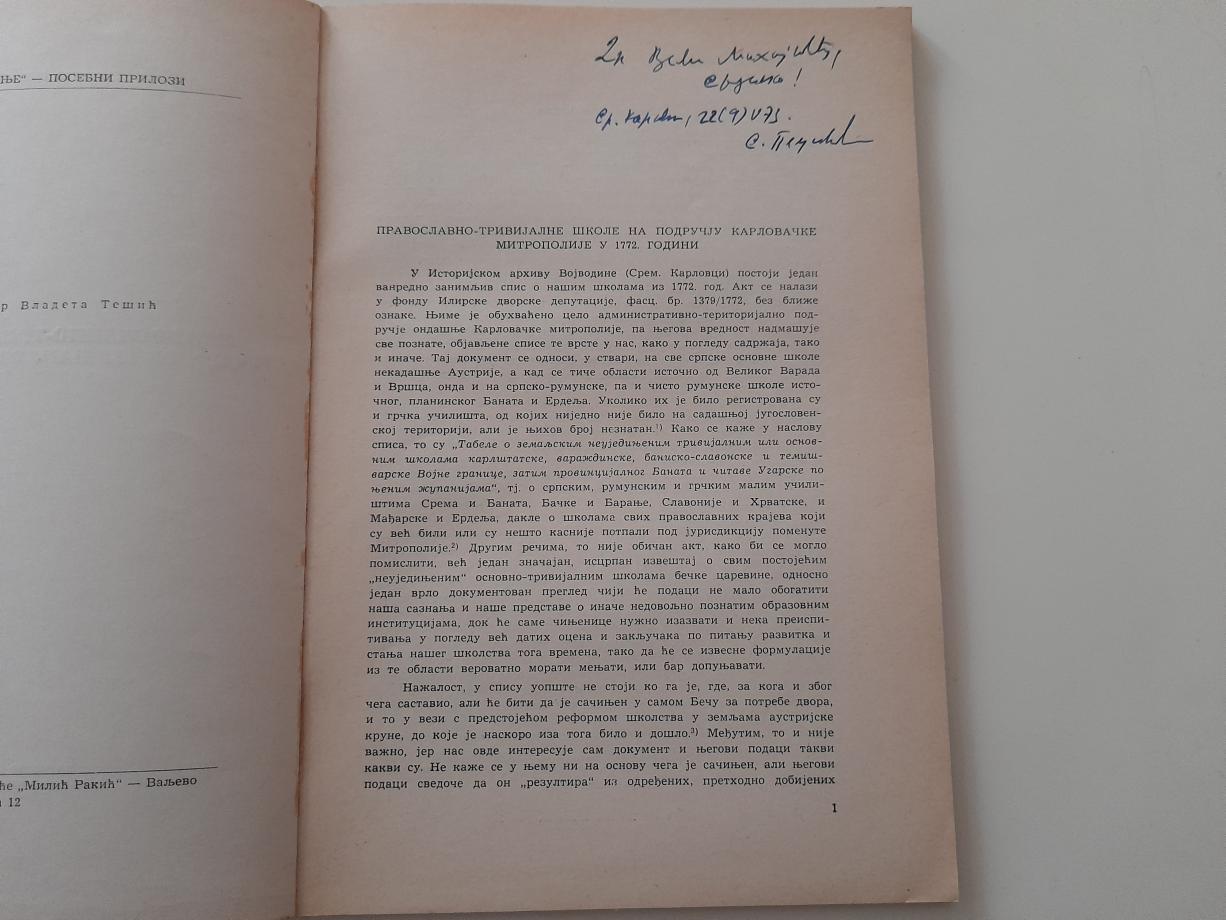 ЊЕ“ — ПОСЕБНИ ПРИЛОЗИ
р Владета Тешић
ће „Милић Ракић“ — Ваљево
12
Др
Срдачно!
Ср. Карловци, 22(9) V 73.
С.
ПРАВОСЛАВНО-ТРИВИЈАЛНЕ ШКОЛЕ НА ПОДРУЧЈУ КАРЛОВАЧКЕ
МИТРОПОЛИЈЕ У 1772. ГОДИНИ
У Историјском архиву Војводине (Срем. Карловци) постоји један
ванредно занимљив спис о нашим школама из 1772. год. Акт се налази
у фонду Илирске дворске депутације, фасц. бр. 1379/1772, без ближе
ознаке. Њиме је обухваћено цело административно-територијално под-
ручје ондашње Карловачке митрополије, па његова вредност надмашује
све познате, објављене списе те врсте у нас, како у погледу садржаја, тако
и иначе. Тај документ се односи, у ствари, на све српске основне школе
некадашње Аустрије, а кад се тиче области источно од Великог Варада
и Вршца, онда и на српско-румунске, па и чисто румунске школе исто-
чног, планинског Баната и Ердеља. Уколико их је било регистрована су
и грчка училишта, од којих ниједно није било на садашњој југословен-
ској територији, али је њихов број незнатан.¹) Како се каже у наслову
списа, то су „Табеле о земаљским неуједињеним тривијалним или основ-
ним школама карлштатске, вараждинске, баниско-славонске и темиш-
варске Војне границе, затим провинцијалног Баната и читаве Угарске по
њеним жупанијама“, тј. о српским, румунским и грчким малим учили-
штима Срема и Баната, Бачке и Барање, Славоније и Хрватске, и
Мађарске и Ердеља, дакле о школама свих православних крајева који
су већ били или су нешто касније потпали под јурисдикцију поменуте
Митрополије.²) Другим речима, то није обичан акт, како би се могло
помислити, већ један значајан, исцрпан извештај о свим постојећим
„неуједињеним“ основно-тривијалним школама бечке царевине, односно
један врло документован преглед чији ће подаци не мало обогатити
наша сазнања и наше представе о иначе недовољно познатим образовним
институцијама, док ће саме чињенице нужно изазвати и нека преиспи-
тивања у погледу већ датих оцена и закључака по питању развитка и
стања нашег школства тога времена, тако да ће се извесне формулације
из те области вероватно морати мењати, или бар допуњавати.
Нажалост, у спису уопште не стоји ко га је, где, за кога и због
чега саставио, али ће бити да је сачињен у самом Бечу за потребе двора,
и то у вези с предстојећом реформом школства у земљама аустријске
круне, до које је наскоро иза тога било и дошло.³) Међутим, то и није
важно, јер нас овде интересује сам документ и његови подаци такви
какви су. Не каже се у њему ни на основу чега је сачињен, али његови
подаци сведоче да он „резултира“ из одређених, претходно добијених
1